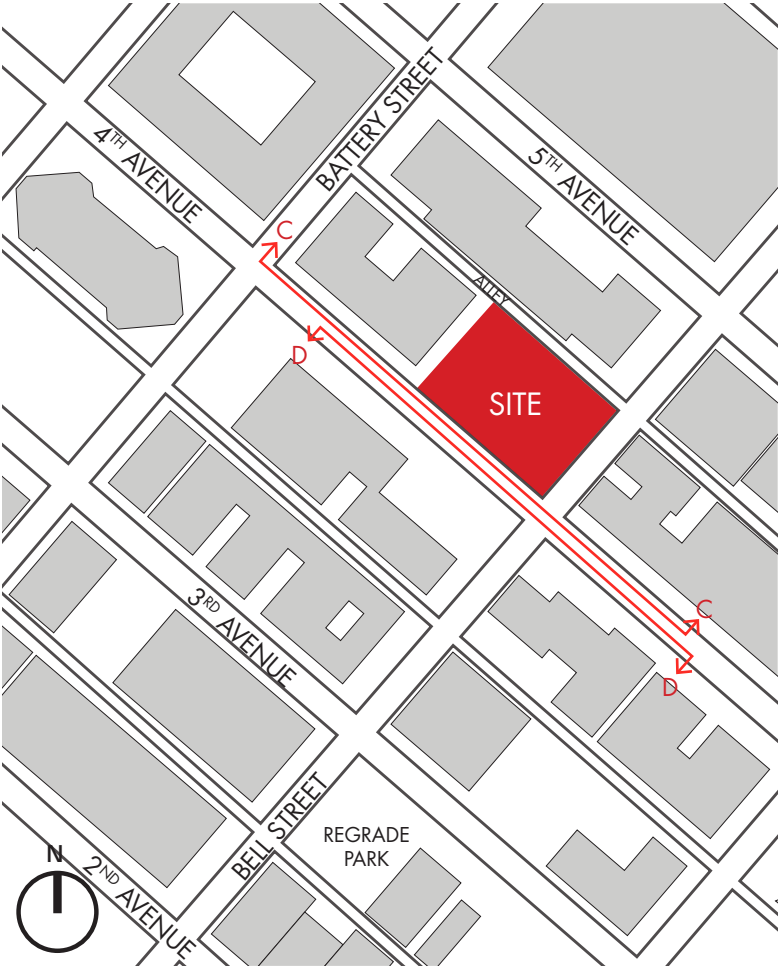 BATTERY STREET
4TH AVENUE
5TH AVENUE
C
ALLEY
D
SITE
3RD AVENUE
C
D
BELL STREET
REGRADE
PARK
N
2ND AVENUE